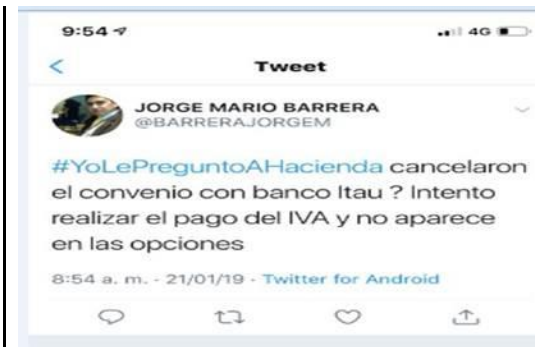 9:54
4G
Tweet
JORGE MARIO BARRERA
@BARRERAJORGEM
#YoLePreguntoAHacienda cancelaron
el convenio con banco Itau ? Intento
realizar el pago del IVA y no aparece
en las opciones
8:54 a. m. · 21/01/19 · Twitter for Android